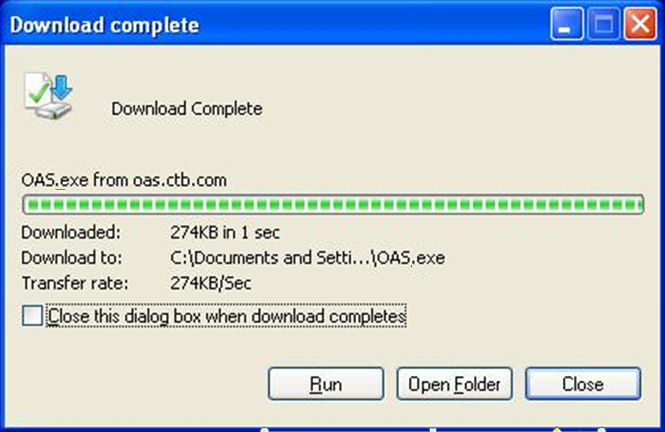 Download complete
Download Complete
OAS.exe from oas.ctb.com
Downloaded: 274KB in 1 sec
Download to: C:\Documents and Setti...\OAS.exe
Transfer rate: 274KB/Sec
Close this dialog box when download completes
Run Open Folder Close